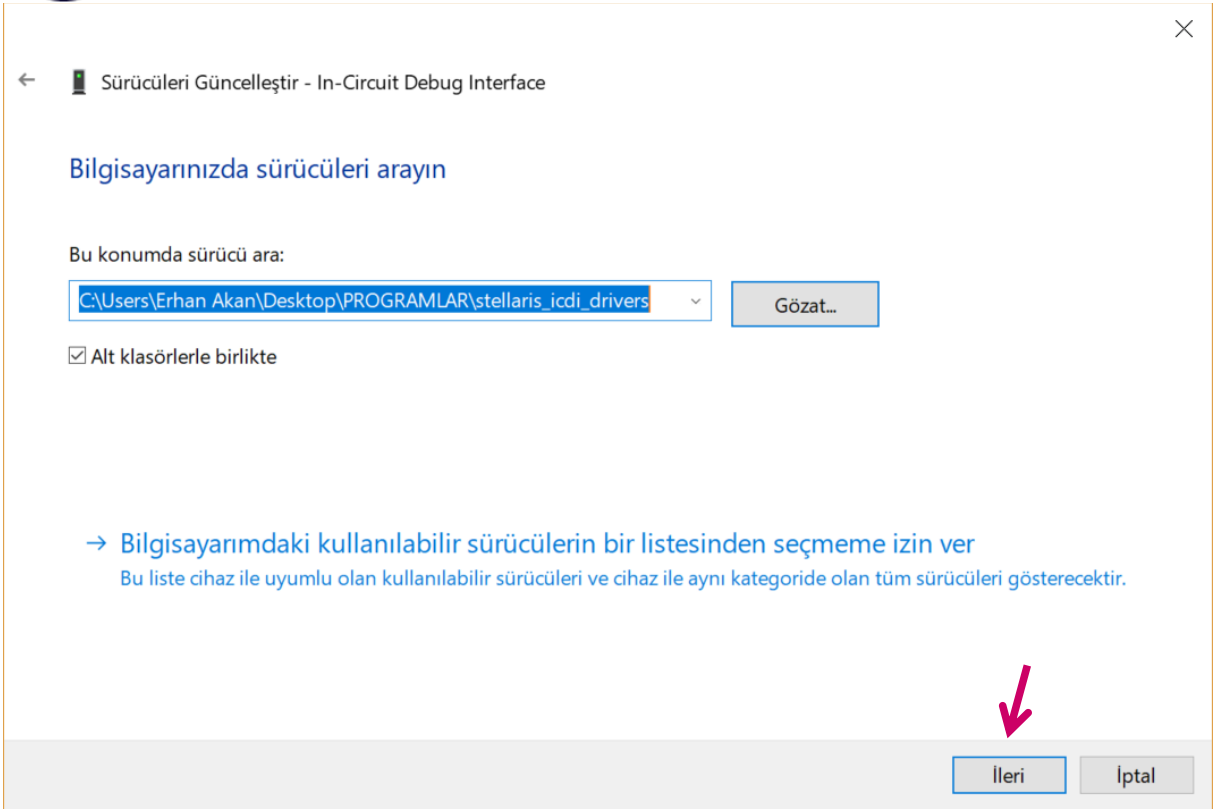 Sürücüleri Güncelleştir - In-Circuit Debug Interface
Bilgisayarınızda sürücüleri arayın
Bu konumda sürücü ara:
C:\Users\Erhan Akan\Desktop\PROGRAMLAR\stellaris_icdi_drivers
Gözat...
Alt klasörlerle birlikte
Bilgisayarımdaki kullanılabilir sürücülerin bir listesinden seçmeme izin ver
Bu liste cihaz ile uyumlu olan kullanılabilir sürücüleri ve cihaz ile aynı kategoride olan tüm sürücüleri gösterecektir.
İleri
İptal